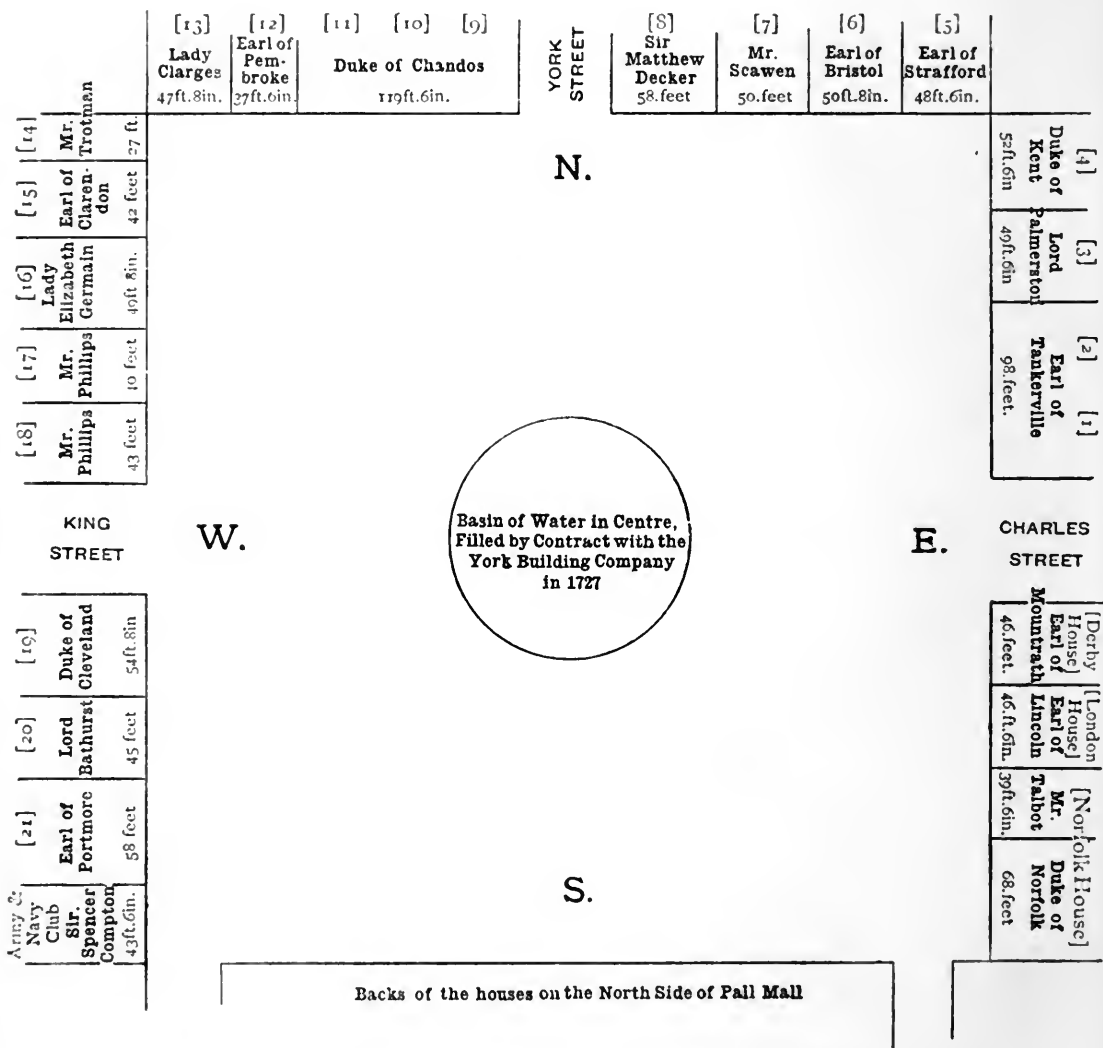 [13]
Lady
Clarges
47ft.8in.
[12]
Earl of
Pem-
broke
37ft.6in.
[11] [10] [9]
Duke of Chandos
119ft.6in.
YORK
STREET
[8]
Sir
Matthew
Decker
58.feet
[7]
Mr.
Scawen
50.feet
[6]
Earl of
Bristol
50ft.8in.
[5]
Earl of
Strafford
48ft.6in.
[14]
Mr.
Trotman
27 ft.
[15]
Earl of
Claren-
don
42 feet
[16]
Lady
Elizabeth
Germain
49ft 8in.
[17]
Mr.
Phillips
40 feet
[18]
Mr.
Phillips
43 feet
KING
STREET
[19]
Duke of
Cleveland
54ft.8in
[20]
Lord
Bathurst
45 feet
[21]
Earl of
Portmore
58 feet
Army &
Navy
Club
Sir.
Spencer
Compton
43ft.6in.
N.
W.
Basin of Water in Centre,
Filled by Contract with the
York Building Company
in 1727
E.
S.
[4]
Duke of
Kent
52ft.6in
[3]
Lord
Palmerston
49ft.6in
[2] [1]
Earl of
Tankerville
98.feet.
CHARLES
STREET
[Derby
House]
Earl of
Mountrath
46.feet.
[London
House]
Earl of
Lincoln
46.ft.6in.
[Norfolk House]
Mr.
Talbot
39ft.6in.
Duke of
Norfolk
68.feet
Backs of the houses on the North Side of Pall Mall